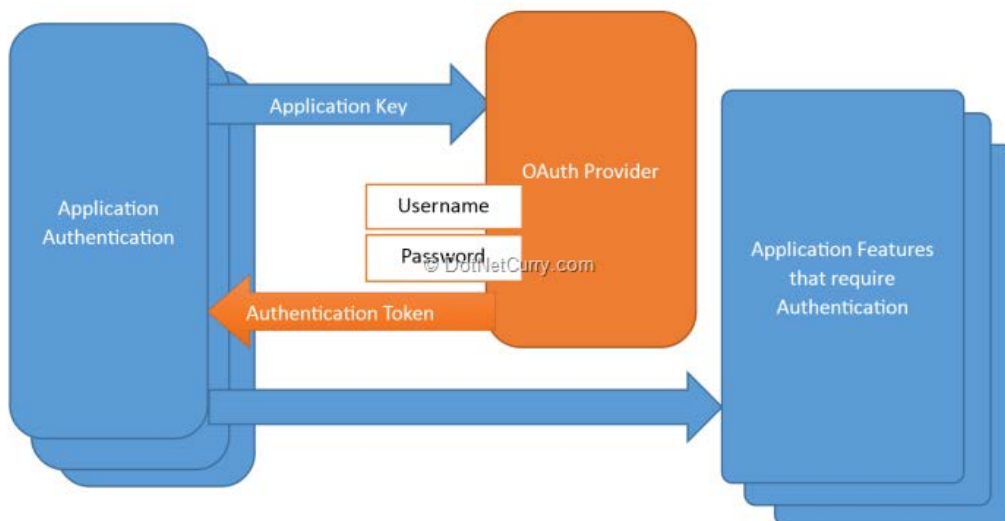 Application Key
OAuth Provider
Application
Authentication
Username
Password
© DotNetCurry.com
Authentication Token
Application Features
that require
Authentication